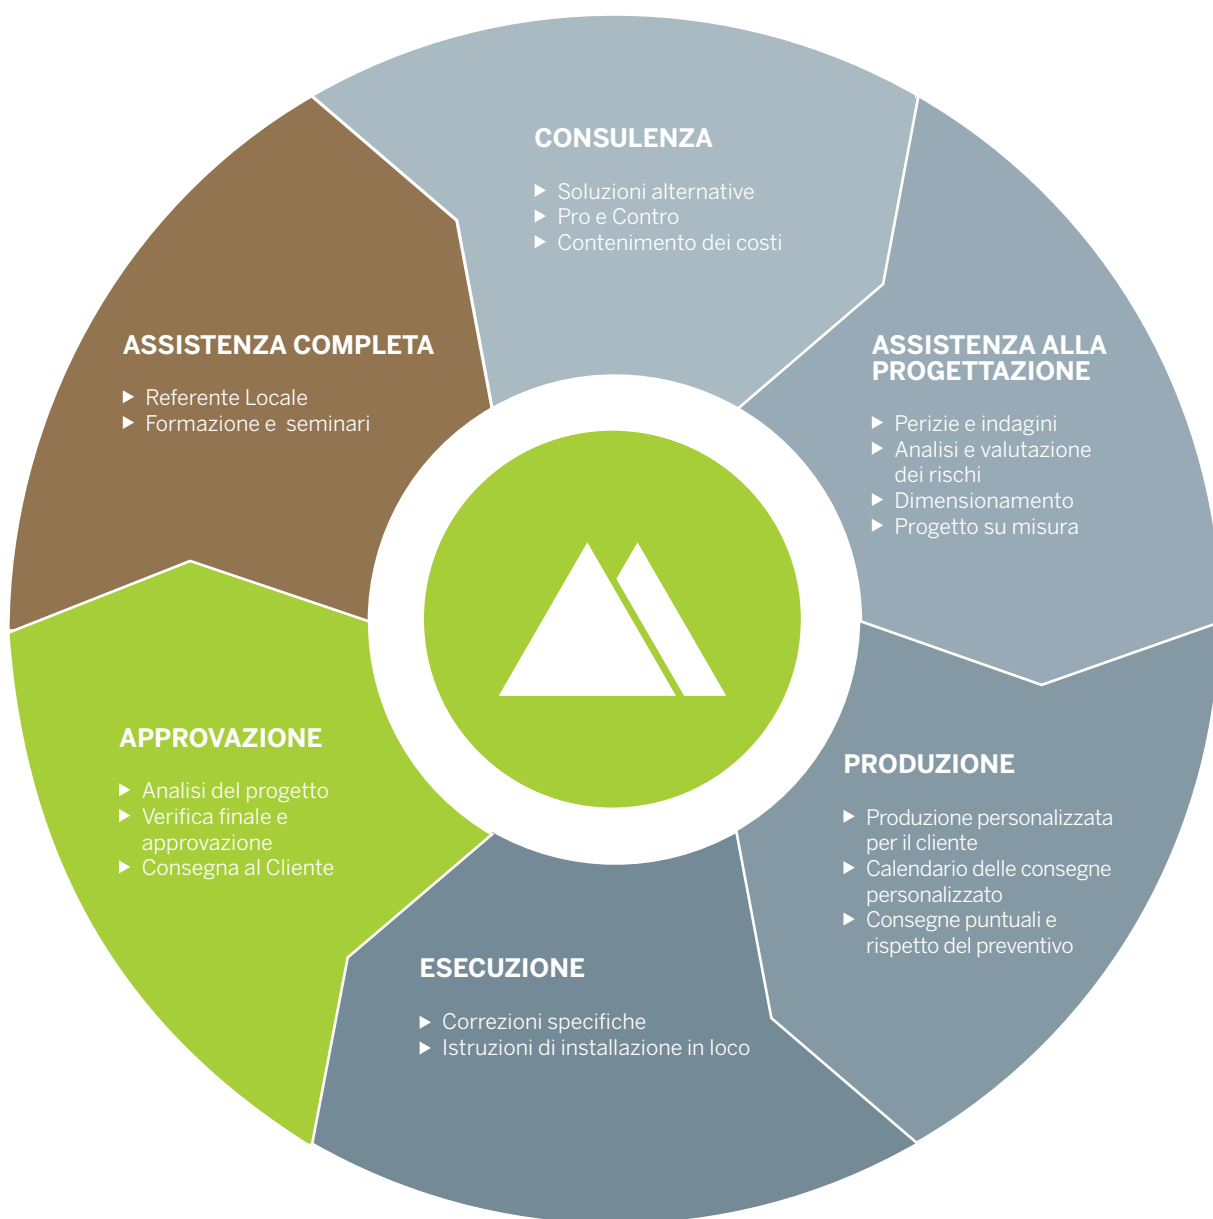 CONSULENZA
Soluzioni alternative
Pro e Contro
Contenimento dei costi
ASSISTENZA ALLA
PROGETTAZIONE
Perizie e indagini
Analisi e valutazione
dei rischi
Dimensionamento
Progetto su misura
PRODUZIONE
Produzione personalizzata
per il cliente
Calendario delle consegne
personalizzato
Consegne puntuali e
rispetto del preventivo
ESECUZIONE
Correzioni specifiche
Istruzioni di installazione in loco
APPROVAZIONE
Analisi del progetto
Verifica finale e
approvazione
Consegna al Cliente
ASSISTENZA COMPLETA
Referente Locale
Formazione e seminari